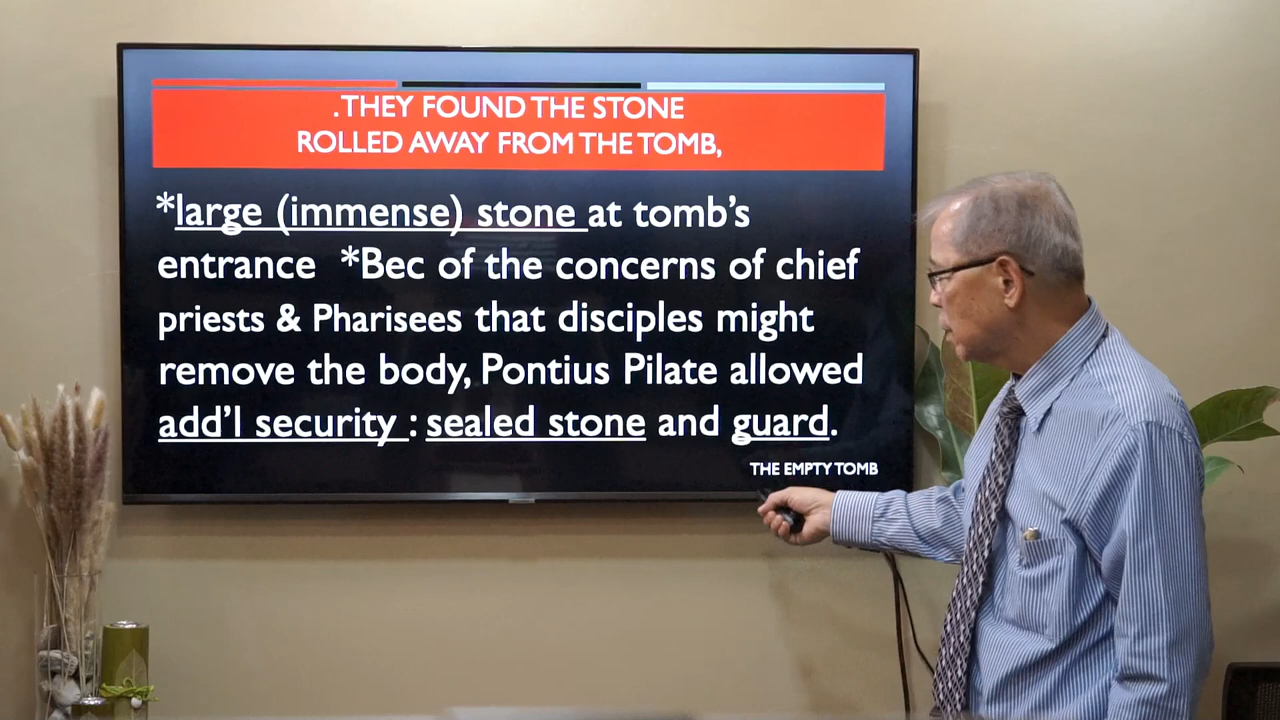 .THEY FOUND THE STONE
ROLLED AWAY FROM THE TOMB,
*large (immense) stone at tomb's
entrance *Bec of the concerns of chief
priests & Pharisees that disciples might
remove the body, Pontius Pilate allowed
add'l security : sealed stone and guard.
THE EMPTY TOMB